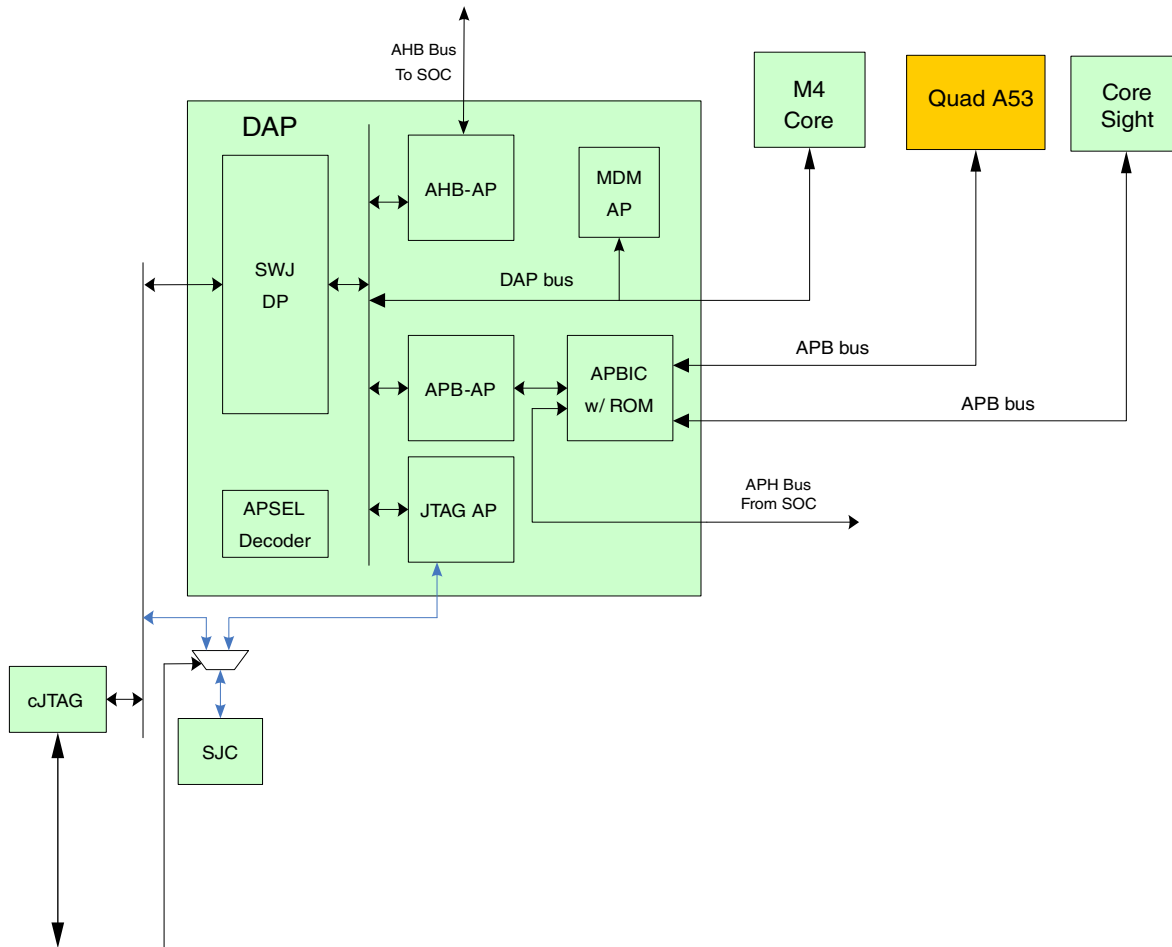 AHB Bus
To SOC
M4
Core
Quad A53
Core
Sight
DAP
AHB-AP
MDM
AP
SWJ
DP
DAP bus
APB bus
APB-AP
APBIC
w/ ROM
APB bus
APSEL
Decoder
JTAG AP
APH Bus
From SOC
cJTAG
SJC